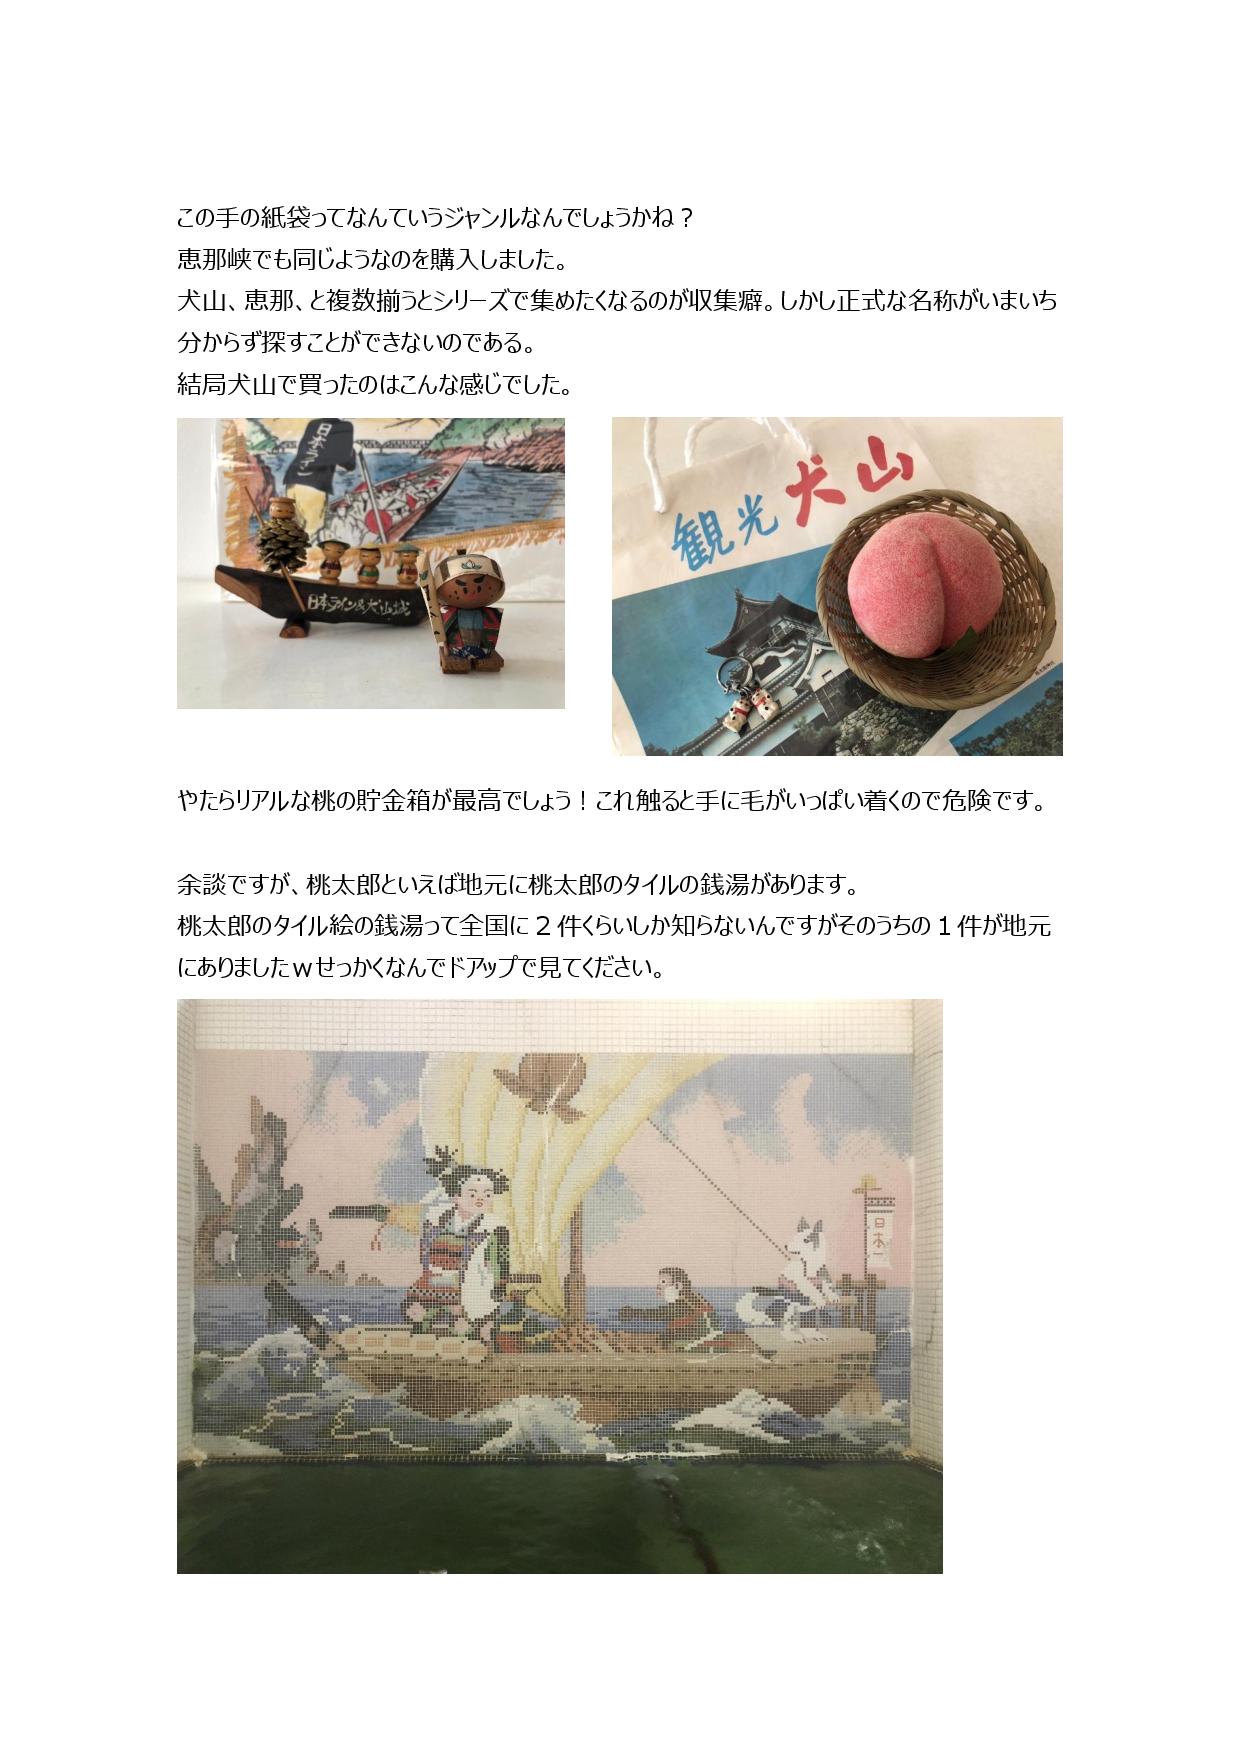 この手の紙袋ってなんていうジャンルなんでしょうかね？
恵那峡でも同じようなのを購入しました。
犬山、恵那、と複数揃うとシリーズで集めたくなるのが収集癖。しかし正式な名称がいまいち
分からず探すことができないのである。
結局犬山で買ったのはこんな感じでした。
日本ライン
日本ライン犬山城
観光犬山
やたらリアルな桃の貯金箱が最高でしょう！これ触ると手に毛がいっぱい着くので危険です。
余談ですが、桃太郎といえば地元に桃太郎のタイルの銭湯があります。
桃太郎のタイル絵の銭湯って全国に２件くらいしか知らないんですがそのうちの１件が地元
にありましたｗせっかくなんでドアップで見てください。
日本一